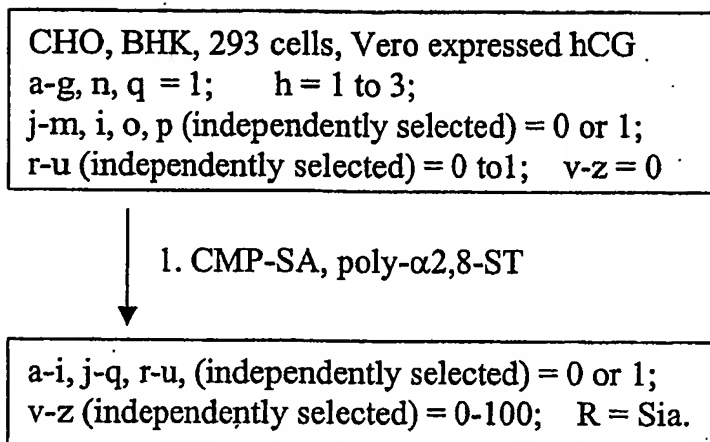 CHO, BHK, 293 cells, Vero expressed hCG.
a-g, n, q = 1; h = 1 to 3;
j-m, i, o, p (independently selected) = 0 or 1;
r-u (independently selected) = 0 to1; v-z = 0
1. CMP-SA, poly-α2,8-ST
a-i, j-q, r-u, (independently selected) = 0 or 1;
v-z (independently selected) = 0-100; R = Sia.